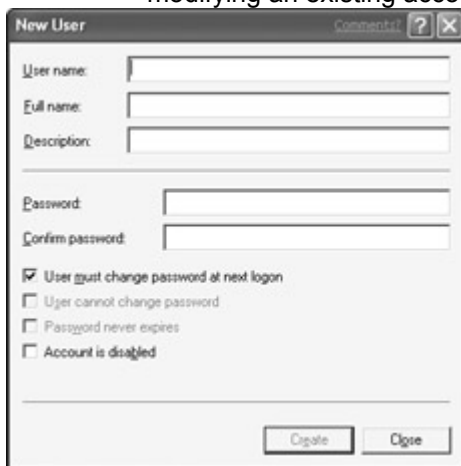 modifying an existing acco
New User Comments?
User name:
Full name:
Description:
Password:
Confirm password:
User must change password at next logon
User cannot change password
Password never expires
Account is disabled
Create Close